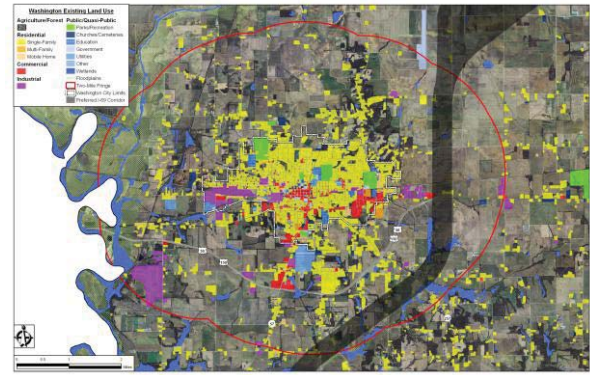 Washington Existing Land Use
Agriculture/Forest
Residential
Single-Family
Multi-Family
Mobile Home
Commercial
Industrial
Public/Quasi-Public
Parks/Recreation
Churches/Cemeteries
Education
Government
Utilities
Other
Wetlands
Floodplains
Two-Mile Fringe
Washington City Limits
Preferred I-69 Corridor
50